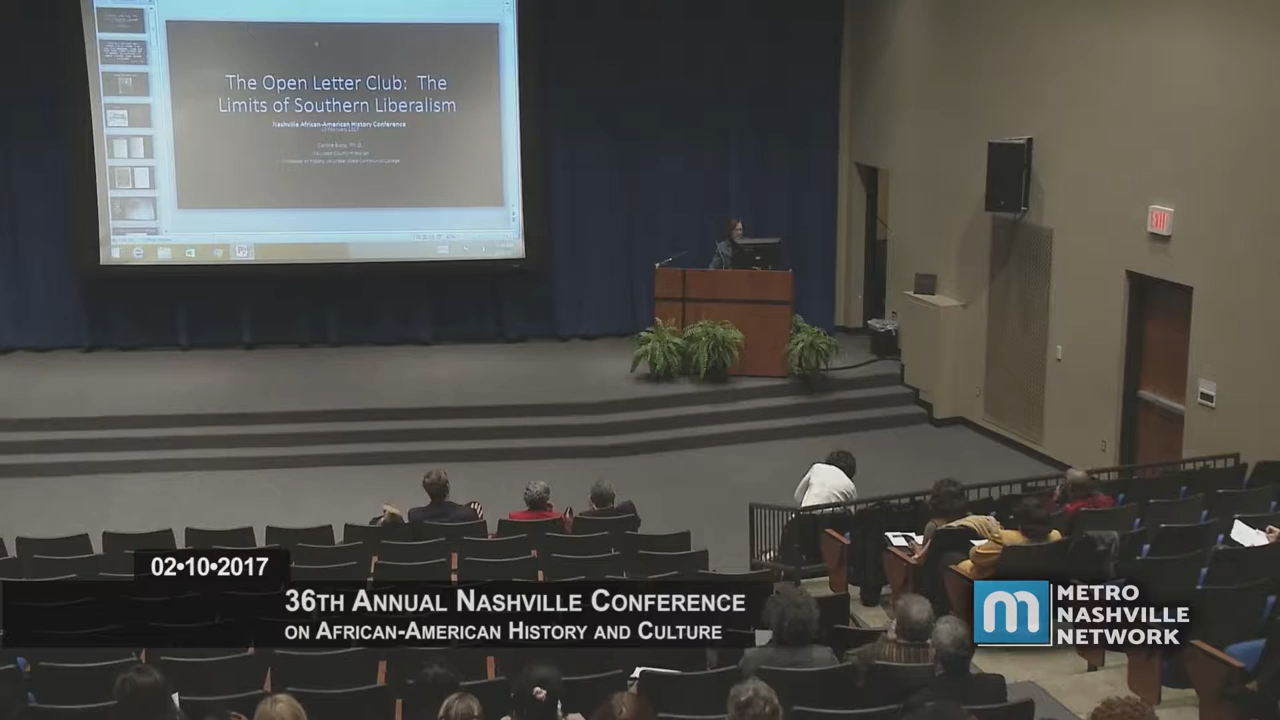 The Open Letter Club: The
Limits of Southern Liberalism
Nashville African-American History Conference
EXIT
02•10•2017
36TH ANNUAL NASHVILLE CONFERENCE
ON AFRICAN-AMERICAN HISTORY AND CULTURE
m
METRO
NASHVILLE
NETWORK